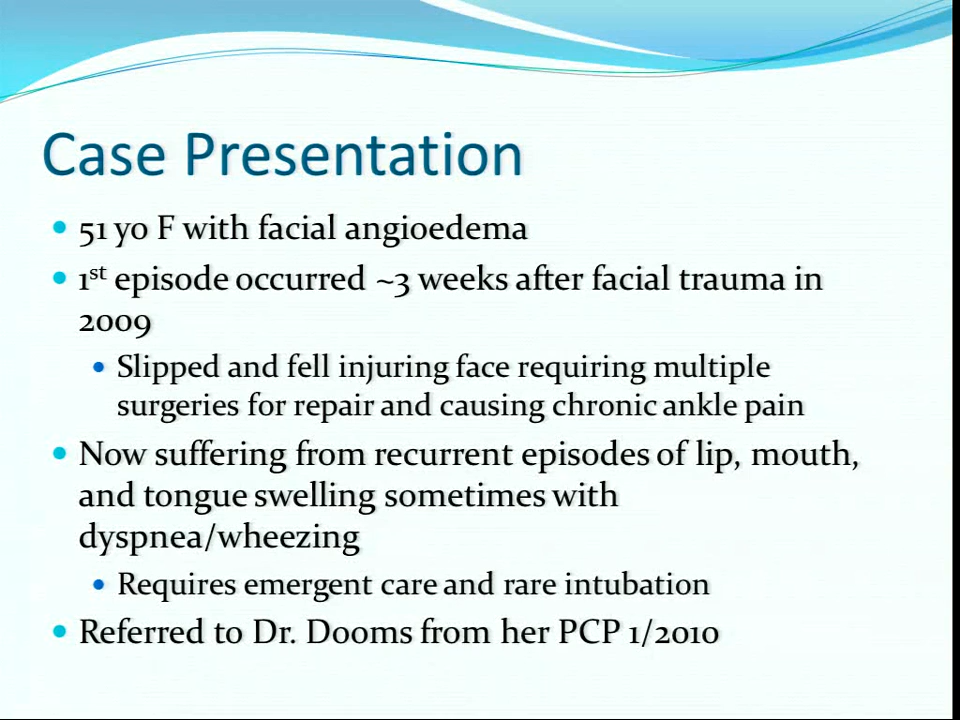 Case Presentation
51 yo F with facial angioedema
1st episode occurred ~3 weeks after facial trauma in
2009
Slipped and fell injuring face requiring multiple
surgeries for repair and causing chronic ankle pain
Now suffering from recurrent episodes of lip, mouth,
and tongue swelling sometimes with
dyspnea/wheezing
Requires emergent care and rare intubation
Referred to Dr. Dooms from her PCP 1/2010